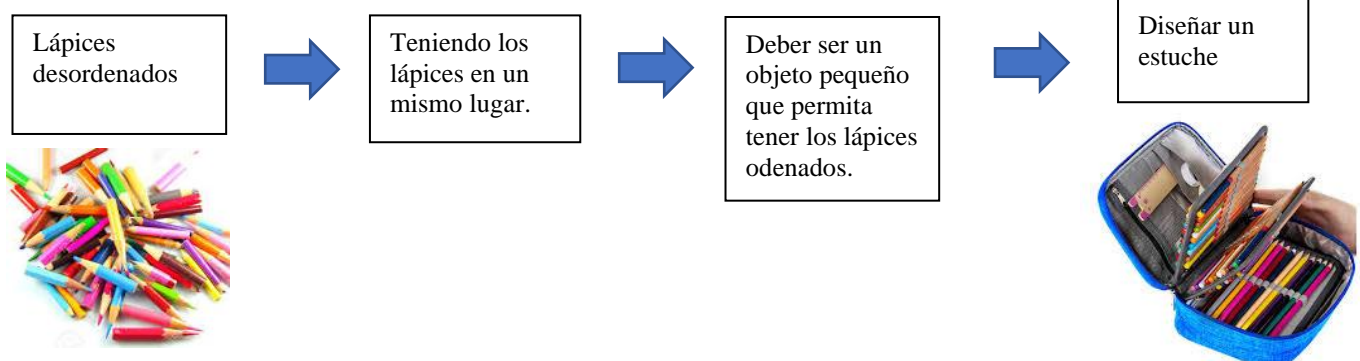 Lápices
desordenados
Teniendo los
lápices en un
mismo lugar.
Deber ser un
objeto pequeño
que permita
tener los lápices
odenados.
Diseñar un
estuche